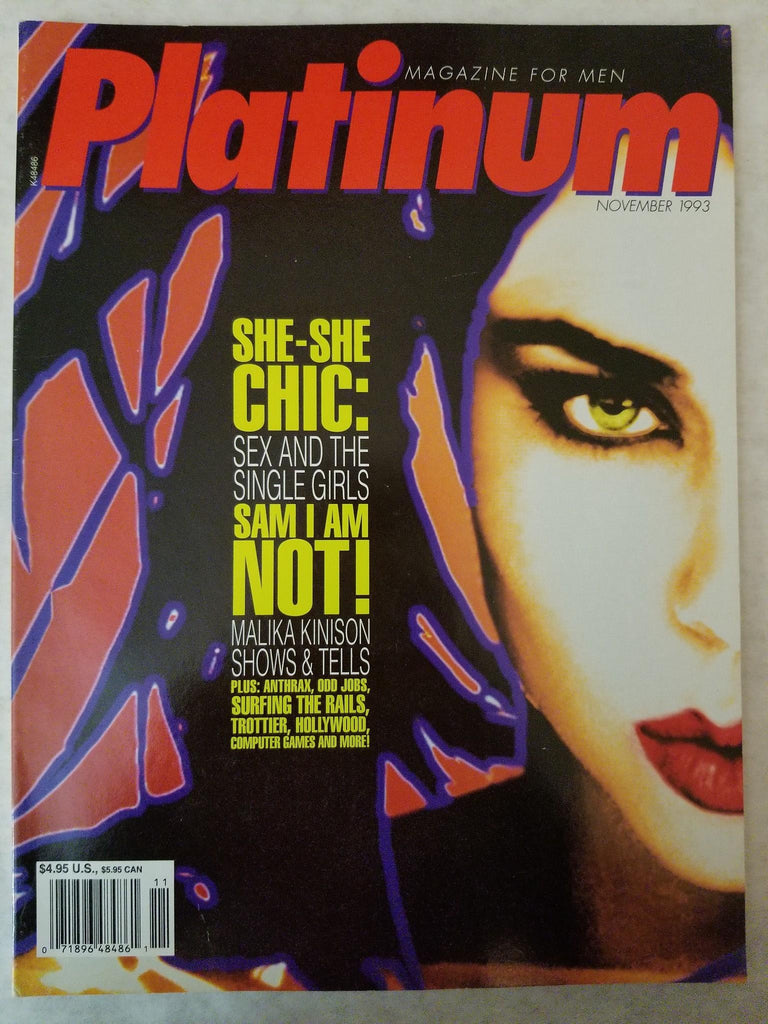 Platinum
MAGAZINE FOR MEN
K48486
NOVEMBER 1993
SHE-SHE
CHIC:
SEX AND THE
SINGLE GIRLS
SAM I AM
NOT!
MALIKA KINISON
SHOWS & TELLS
PLUS: ANTHRAX, ODD JOBS,
SURFING THE RAILS,
TROTTIER, HOLLYWOOD,
COMPUTER GAMES AND MORE!
$4.95 U.S., $5.95 CAN
11
0 71896 48486 1